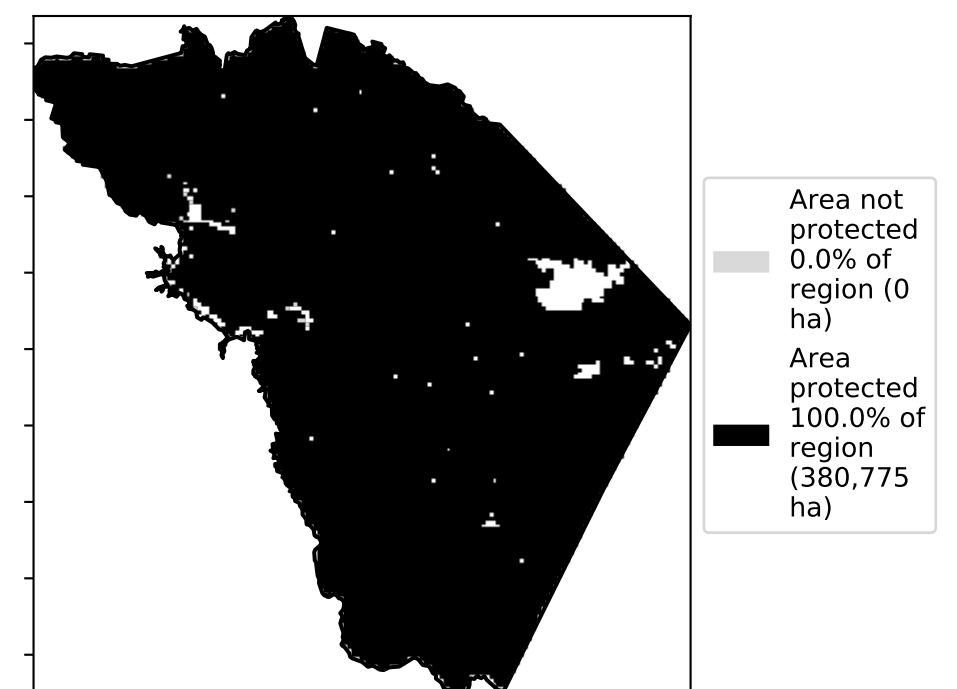 Area not
protected
0.0% of
region (0
ha)
Area
protected
100.0% of
region
(380,775
ha)